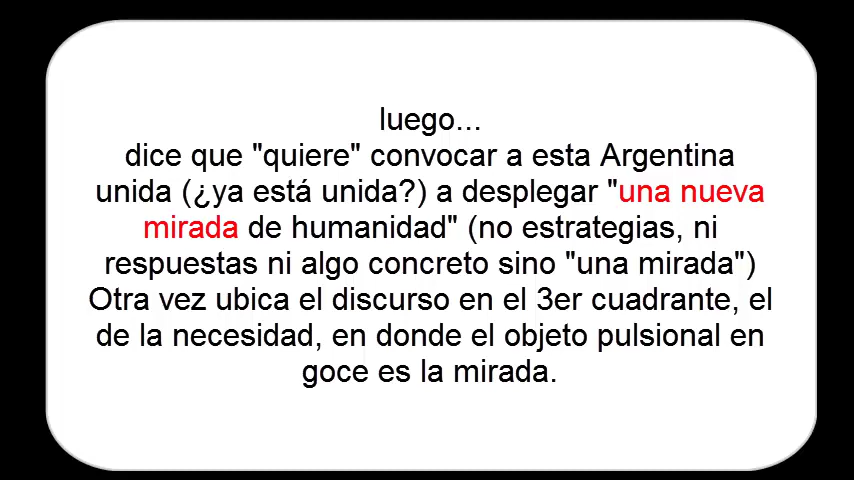 luego...
dice que "quiere" convocar a esta Argentina
unida (¿ya está unida?) a desplegar "una nueva
mirada de humanidad" (no estrategias, ni
respuestas ni algo concreto sino "una mirada")
Otra vez ubica el discurso en el 3er cuadrante, el
de la necesidad, en donde el objeto pulsional en
goce es la mirada.